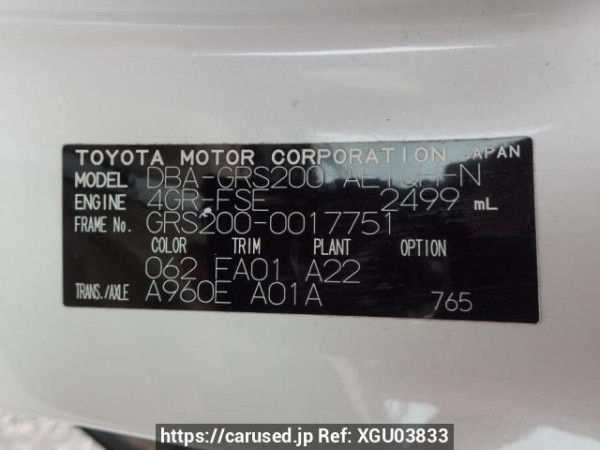 TOYOTA MOTOR CORPORATION JAPAN
MODEL DBA-GRS200-AETQH-N
ENGINE 4GR-FSE 2499 mL
FRAME No. GRS200-0017751
COLOR TRIM PLANT OPTION
062 FA01 A22
TRANS./AXLE A960E A01A 765
https://carused.jp Ref: XGU03833